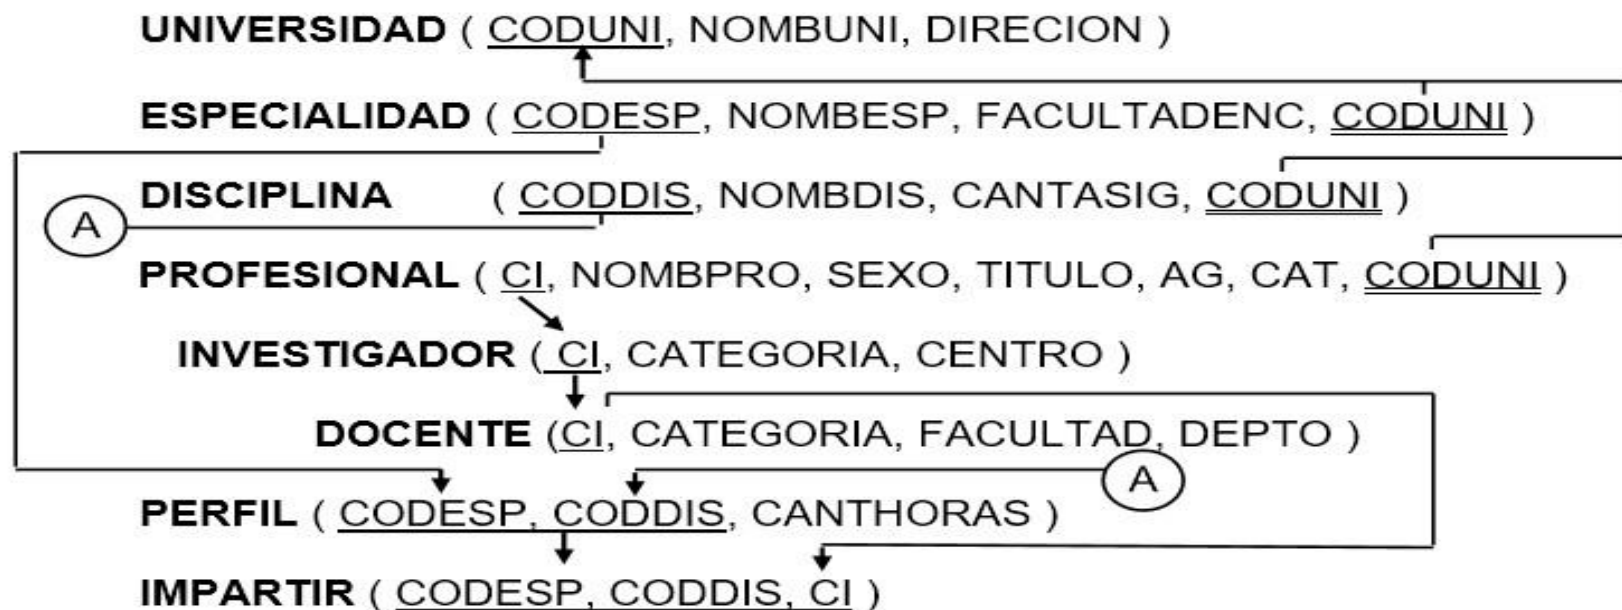 UNIVERSIDAD ( CODUNI, NOMBUNI, DIRECION )
ESPECIALIDAD ( CODESP, NOMBESP, FACULTADENC, CODUNI )
DISCIPLINA ( CODDIS, NOMBDIS, CANTASIG, CODUNI )
A
PROFESIONAL ( CI, NOMBPRO, SEXO, TITULO, AG, CAT, CODUNI )
INVESTIGADOR ( CI, CATEGORIA, CENTRO )
DOCENTE (CI, CATEGORIA, FACULTAD, DEPTO )
A
PERFIL ( CODESP, CODDIS, CANTHORAS )
IMPARTIR ( CODESP, CODDIS, CI )